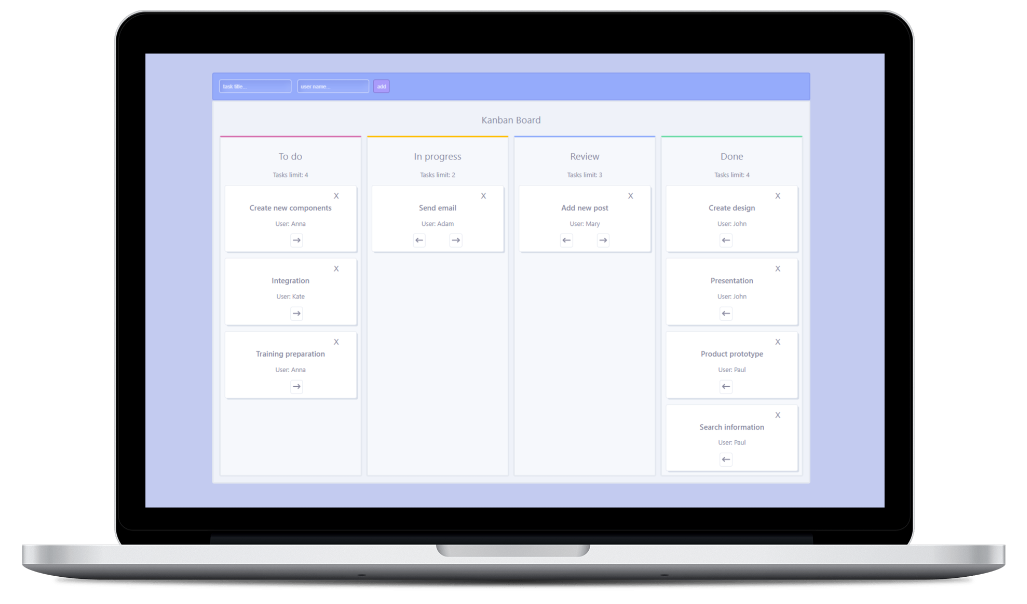 task title...
user name...
add
Kanban Board
To do
Tasks limit: 4
X
Create new components
User: Anna
→
X
Integration
User: Kate
→
X
Training preparation
User: Anna
→
In progress
Tasks limit: 2
X
Send email
User: Adam
← →
Review
Tasks limit: 3
X
Add new post
User: Mary
← →
Done
Tasks limit: 4
X
Create design
User: John
←
X
Presentation
User: John
←
X
Product prototype
User: Paul
←
X
Search information
User: Paul
←